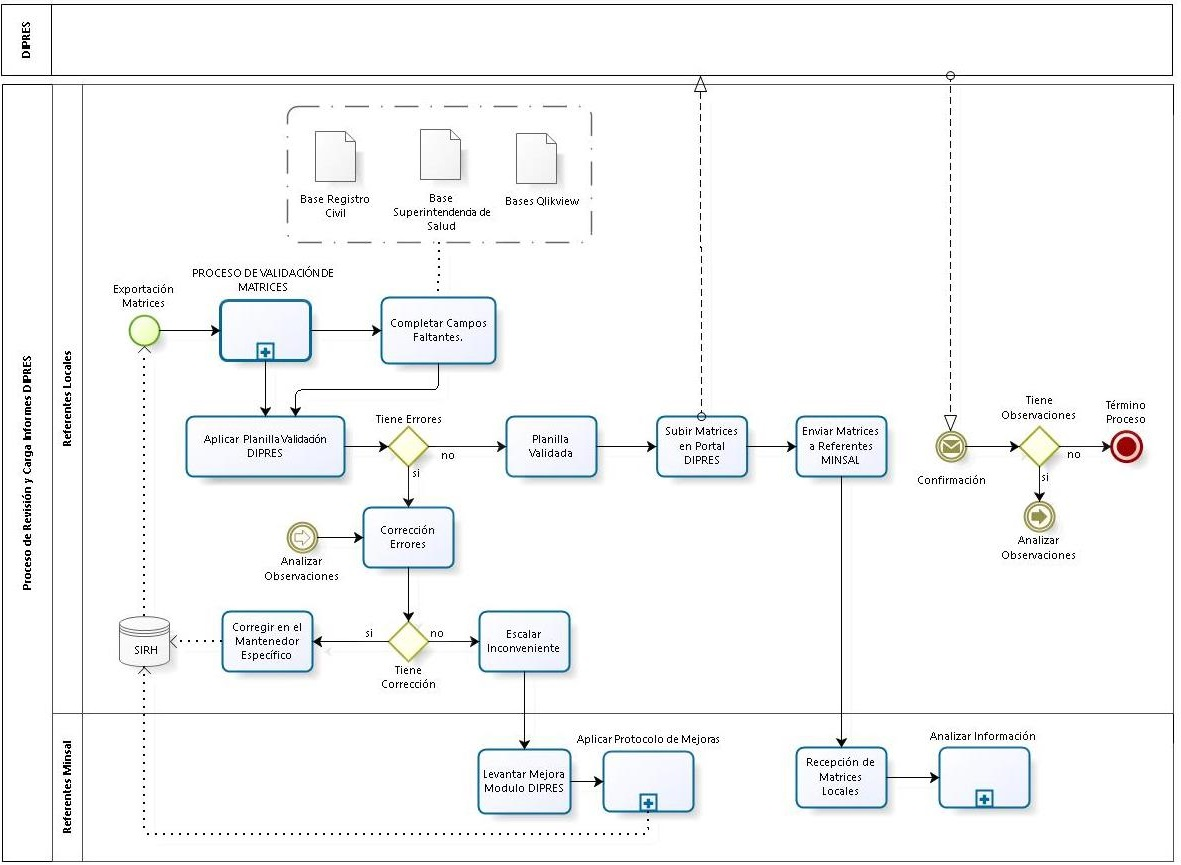 DIPRES
Proceso de Revisión y Carga Informes DIPRES
Referentes Locales
Base Registro
Civil
Base
Superintendencia de
Salud
Bases Qlikview
Exportación
Matrices
PROCESO DE VALIDACIÓN DE
MATRICES
Completar Campos
Faltantes.
Aplicar Planilla Validación
DIPRES
Tiene Errores
no
si
Planilla
Validada
Subir Matrices
en Portal
DIPRES
Enviar Matrices
a Referentes
MINSAL
Confirmación
Tiene
Observaciones
no
si
Término
Proceso
Analizar
Observaciones
Analizar
Observaciones
Corrección
Errores
SIRH
Corregir en el
Mantenedor
Específico
si
no
Tiene
Corrección
Escalar
Inconveniente
Referentes Minsal
Levantar Mejora
Modulo DIPRES
Aplicar Protocolo de Mejoras
Recepción de
Matrices
Locales
Analizar Información